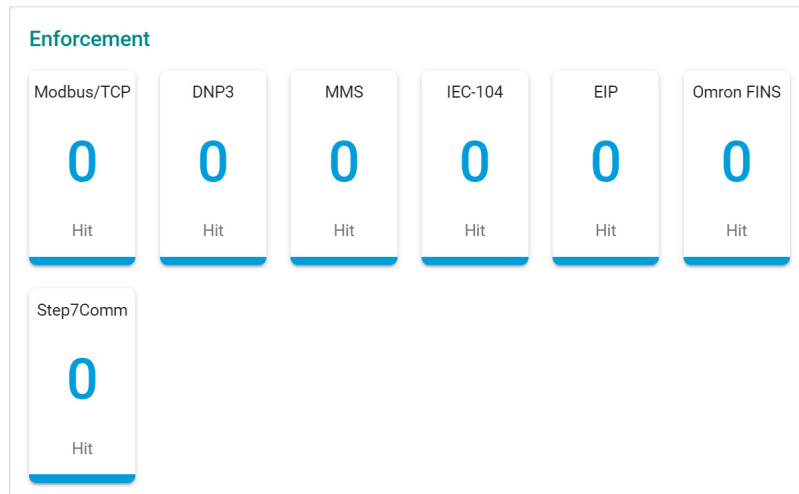 Enforcement
Modbus/TCP DNP3 MMS IEC-104 EIP Omron FINS
0 0 0 0 0 0
Hit Hit Hit Hit Hit Hit
Step7Comm
0
Hit